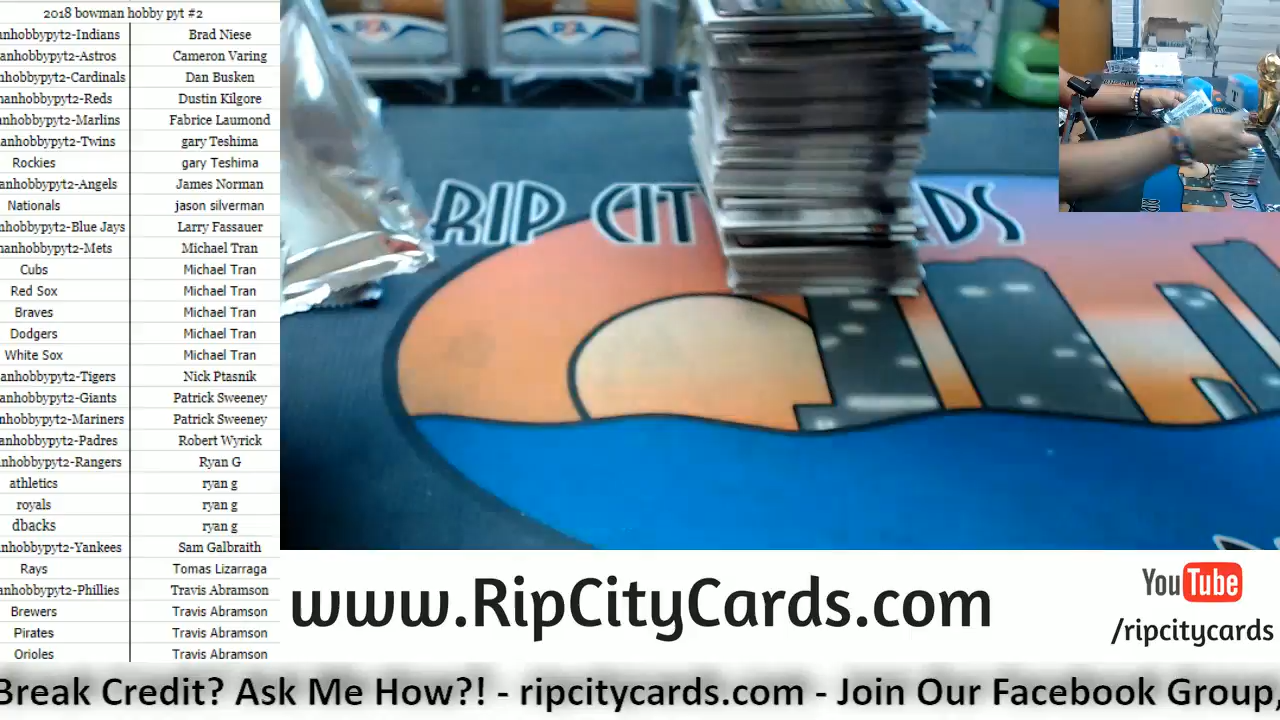 2018 bowman hobby pyt #2
nhobbypyt2-Indians Brad Niese
anhobbypyt2-Astros Cameron Varing
nhobbypyt2-Cardinals Dan Busken
manhobbypyt2-Reds Dustin Kilgore
anhobbypyt2-Marlins Fabrice Laumond
anhobbypyt2-Twins gary Teshima
Rockies gary Teshima
anhobbypyt2-Angels James Norman
Nationals jason silverman
nhobbypyt2-Blue Jays Larry Fassauer
manhobbypyt2-Mets Michael Tran
Cubs Michael Tran
Red Sox Michael Tran
Braves Michael Tran
Dodgers Michael Tran
White Sox Michael Tran
anhobbypyt2-Tigers Nick Ptasnik
anhobbypyt2-Giants Patrick Sweeney
nhobbypyt2-Mariners Patrick Sweeney
anhobbypyt2-Padres Robert Wyrick
nhobbypyt2-Rangers Ryan G
athletics ryan g
royals ryan g
dbacks ryan g
nhobbypyt2-Yankees Sam Galbraith
Rays Tomas Lizarraga
anhobbypyt2-Phillies Travis Abramson
Brewers Travis Abramson
Pirates Travis Abramson
Orioles Travis Abramson
RIP CIT RDS
www.RipCityCards.com
YouTube
/ripcitycards
Break Credit? Ask Me How?! - ripcitycards.com - Join Our Facebook Group,